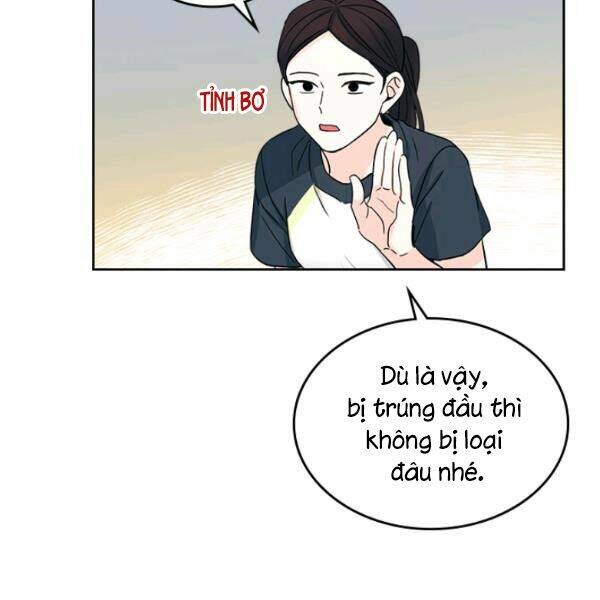 TỈNH BƠ
Dù là vậy,
bị trúng đầu thì
không bị loại
đâu nhé.